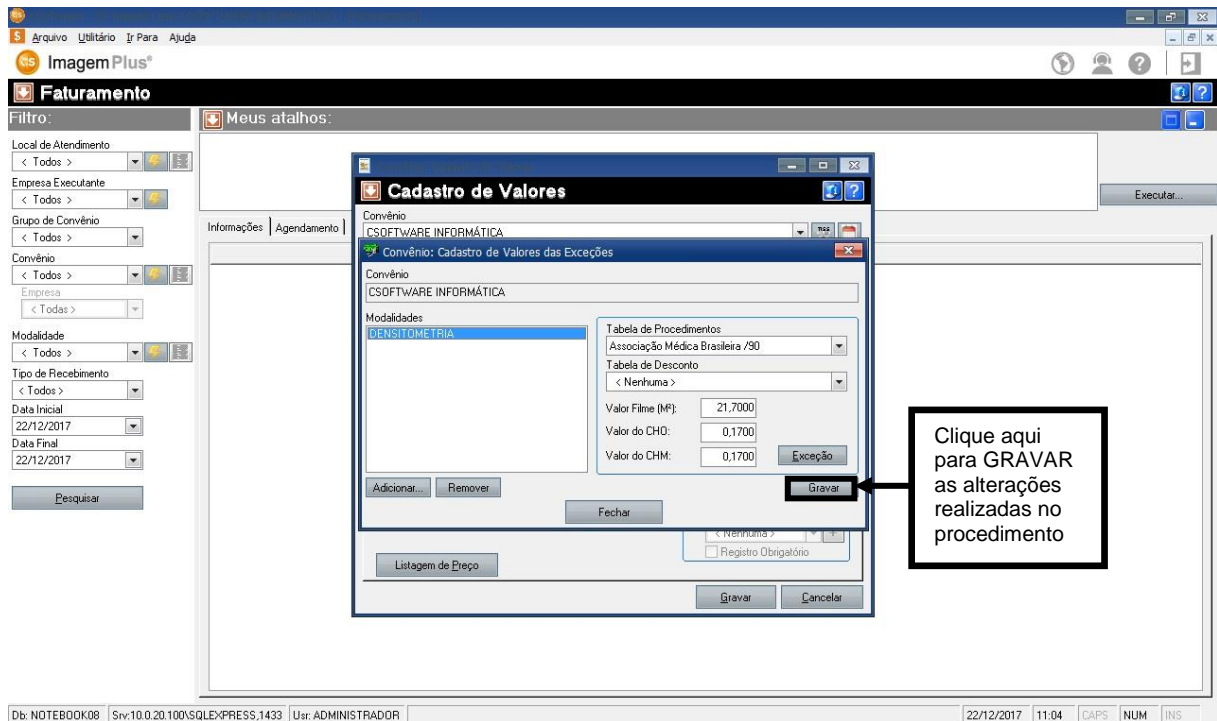 Arquivo Utilitário Ir Para Ajuda
CS ImagemPlus®
Faturamento
Filtro:
Meus atalhos:
Local de Atendimento
< Todos >
Empresa Executante
< Todos >
Grupo de Convênio
< Todos >
Convênio
< Todos >
Empresa
< Todas >
Modalidade
< Todos >
Tipo de Recebimento
< Todos >
Data Inicial
22/12/2017
Data Final
22/12/2017
Pesquisar
Executar...
Informações Agendamento
Cadastro de Valores
Convênio
CSOFTWARE INFORMÁTICA
Convênio: Cadastro de Valores das Exceções
Convênio
CSOFTWARE INFORMÁTICA
Modalidades
DENSITOMETRIA
Tabela de Procedimentos
Associação Médica Brasileira /90
Tabela de Desconto
< Nenhuma >
Valor Filme (M²): 21,7000
Valor do CHO: 0,1700
Valor do CHM: 0,1700
Exceção
Adicionar... Remover
Gravar
Fechar
< Nenhuma >
Registro Obrigatório
Listagem de Preço
Gravar Cancelar
Clique aqui
para GRAVAR
as alterações
realizadas no
procedimento
Db: NOTEBOOK08 Srv:10.0.20.100\SQLEXPRESS,1433 Usr: ADMINISTRADOR 22/12/2017 11:04 CAPS NUM INS